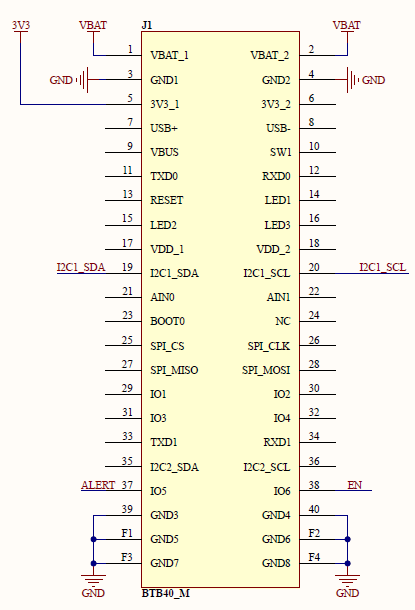 3V3 VBAT J1 VBAT
1 VBAT_1 VBAT_2 2
GND 3 GND1 GND2 4 GND
5 3V3_1 3V3_2 6
7 USB+ USB- 8
9 VBUS SW1 10
11 TXD0 RXD0 12
13 RESET LED1 14
15 LED2 LED3 16
17 VDD_1 VDD_2 18
I2C1_SDA 19 I2C1_SDA I2C1_SCL 20 I2C1_SCL
21 AIN0 AIN1 22
23 BOOT0 NC 24
25 SPI_CS SPI_CLK 26
27 SPI_MISO SPI_MOSI 28
29 IO1 IO2 30
31 IO3 IO4 32
33 TXD1 RXD1 34
35 I2C2_SDA I2C2_SCL 36
ALERT 37 IO5 IO6 38 EN
39 GND3 GND4 40
F1 GND5 GND6 F2
F3 GND7 GND8 F4
GND BTB40_M GND